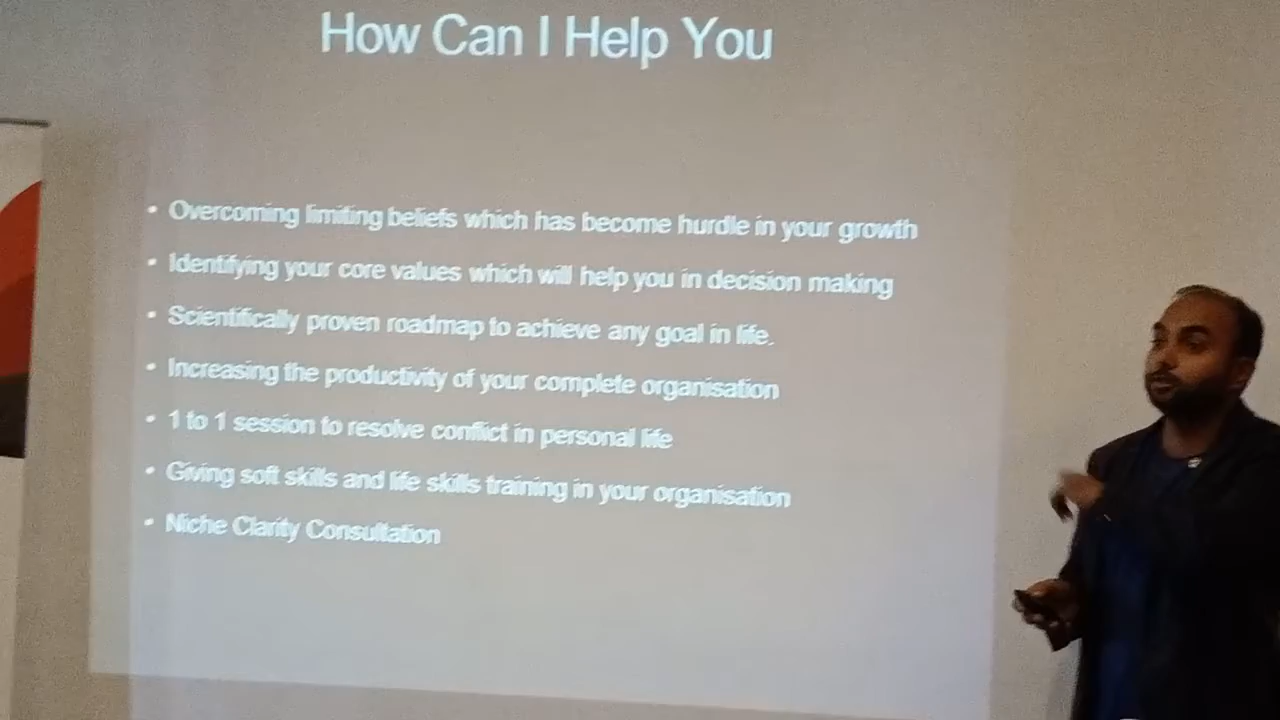 How Can I Help You
• Overcoming limiting beliefs which has become hurdle in your growth
• Identifying your core values which will help you in decision making
• Scientifically proven roadmap to achieve any goal in life.
• Increasing the productivity of your complete organisation
• 1 to 1 session to resolve conflict in personal life
• Giving soft skills and life skills training in your organisation
• Niche Clarity Consultation